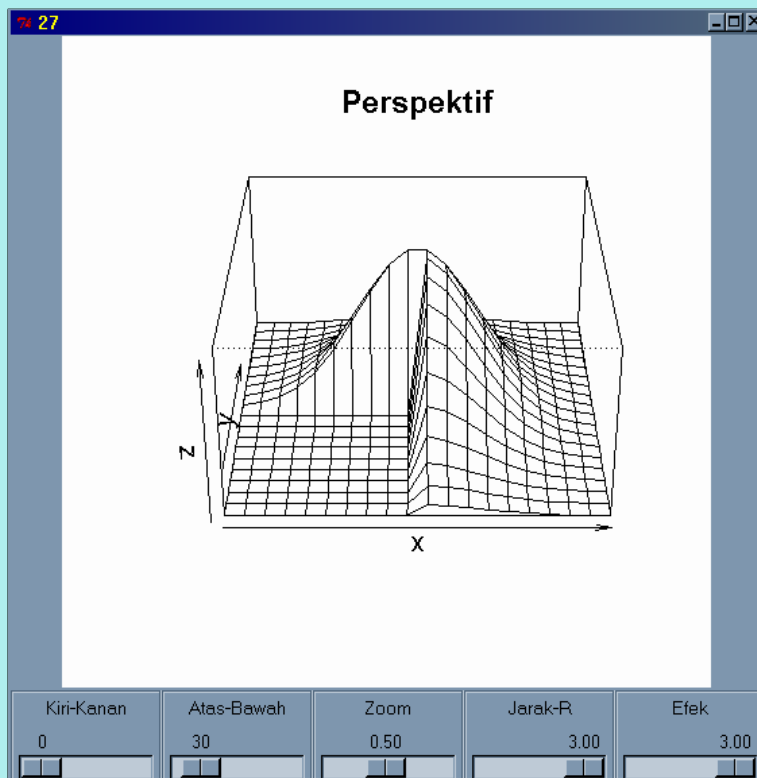 27
Perspektif
Z
y
X
Kiri-Kanan Atas-Bawah Zoom Jarak-R Efek
0 30 0.50 3.00 3.00